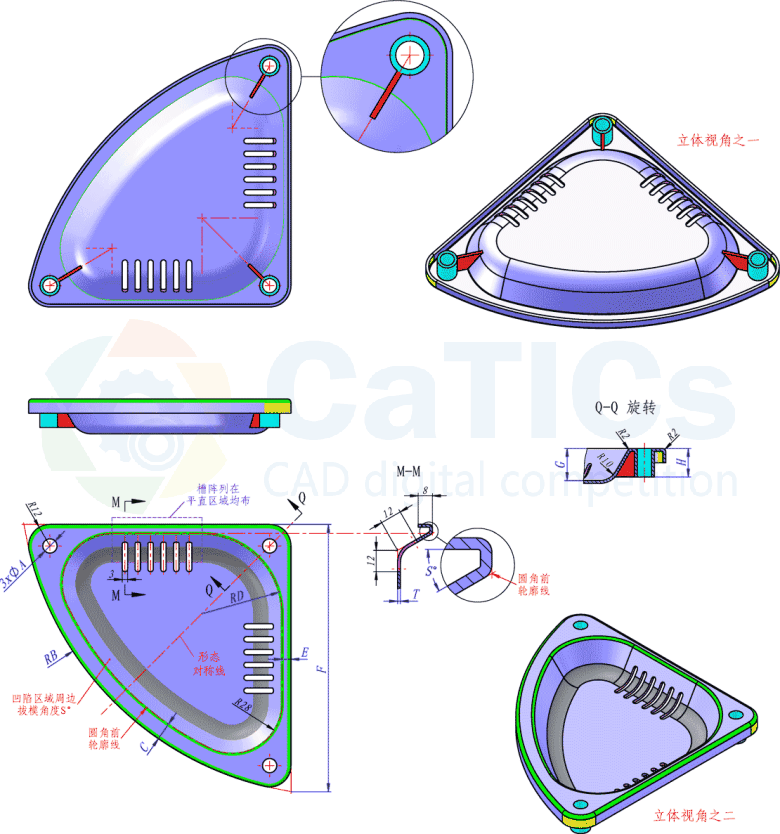 立体视角之一
CaTICs
CAD digital competition
Q-Q 旋转
R2
R2
R10
G
H
M-M
8
12
12
S°
T
圆角前
轮廓线
槽阵列在
平直区域均布
M
Q
R12
3xΦA
3
M
Q
RD
RB
形态
对称线
E
F
凹陷区域周边
拔模角度S°
R28
圆角前
轮廓线
C
立体视角之二